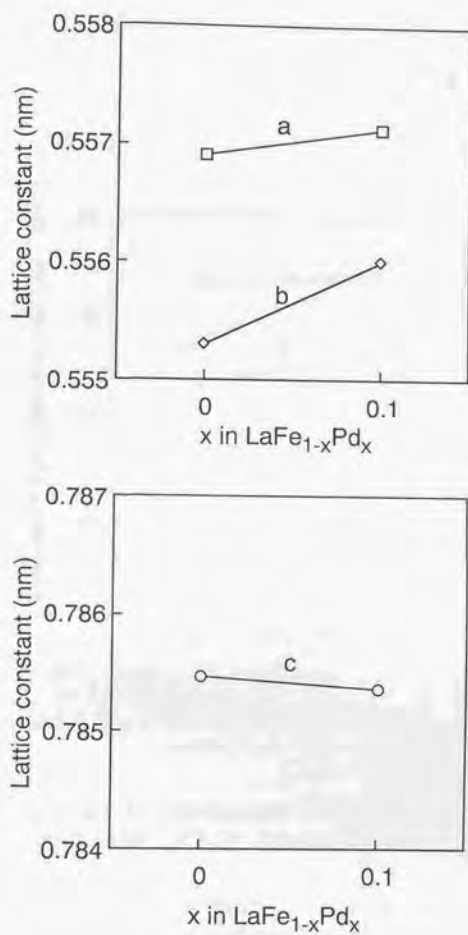 0.558
0.557
0.556
0.555
Lattice constant (nm)
a
b
0
0.1
x in LaFe₁₋ₓPdₓ
0.787
0.786
0.785
0.784
Lattice constant (nm)
c
0
0.1
x in LaFe₁₋ₓPdₓ